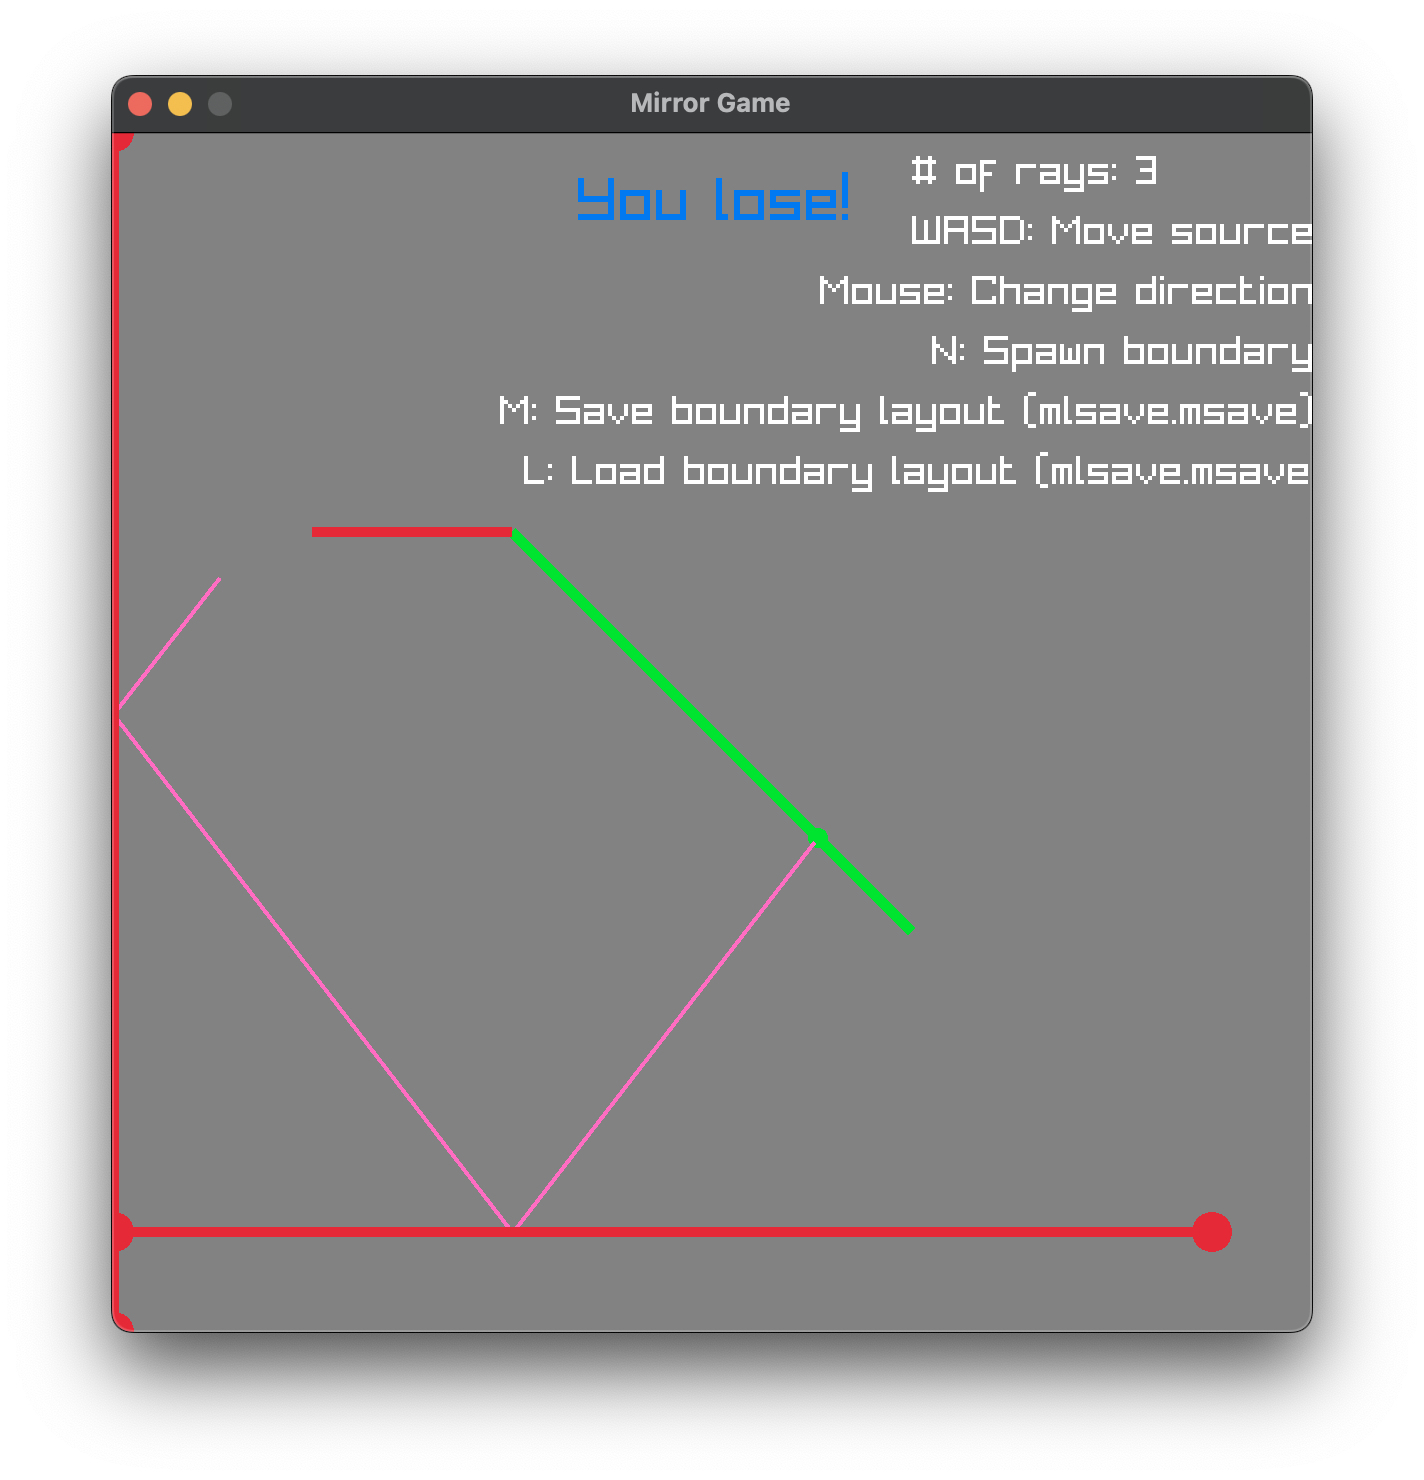 Mirror Game
You lose!
# of rays: 3
WASD: Move source
Mouse: Change direction
N: Spawn boundary
M: Save boundary layout (mlsave.msave)
L: Load boundary layout (mlsave.msave